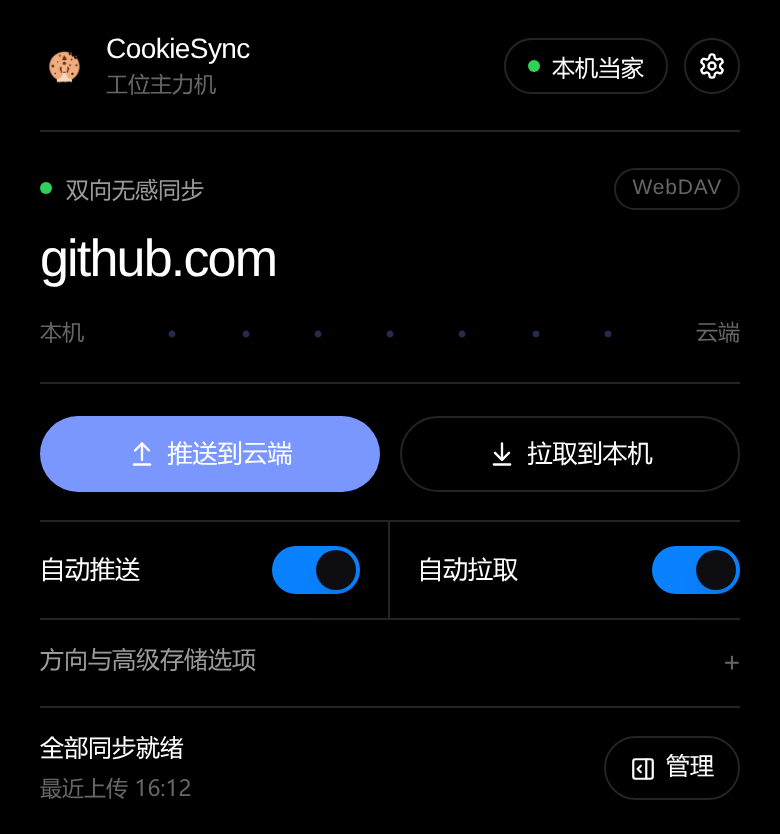 CookieSync
工位主力机
本机当家
双向无感同步
WebDAV
github.com
本机
云端
推送到云端
拉取到本机
自动推送
自动拉取
方向与高级存储选项
+
全部同步就绪
最近上传 16:12
管理